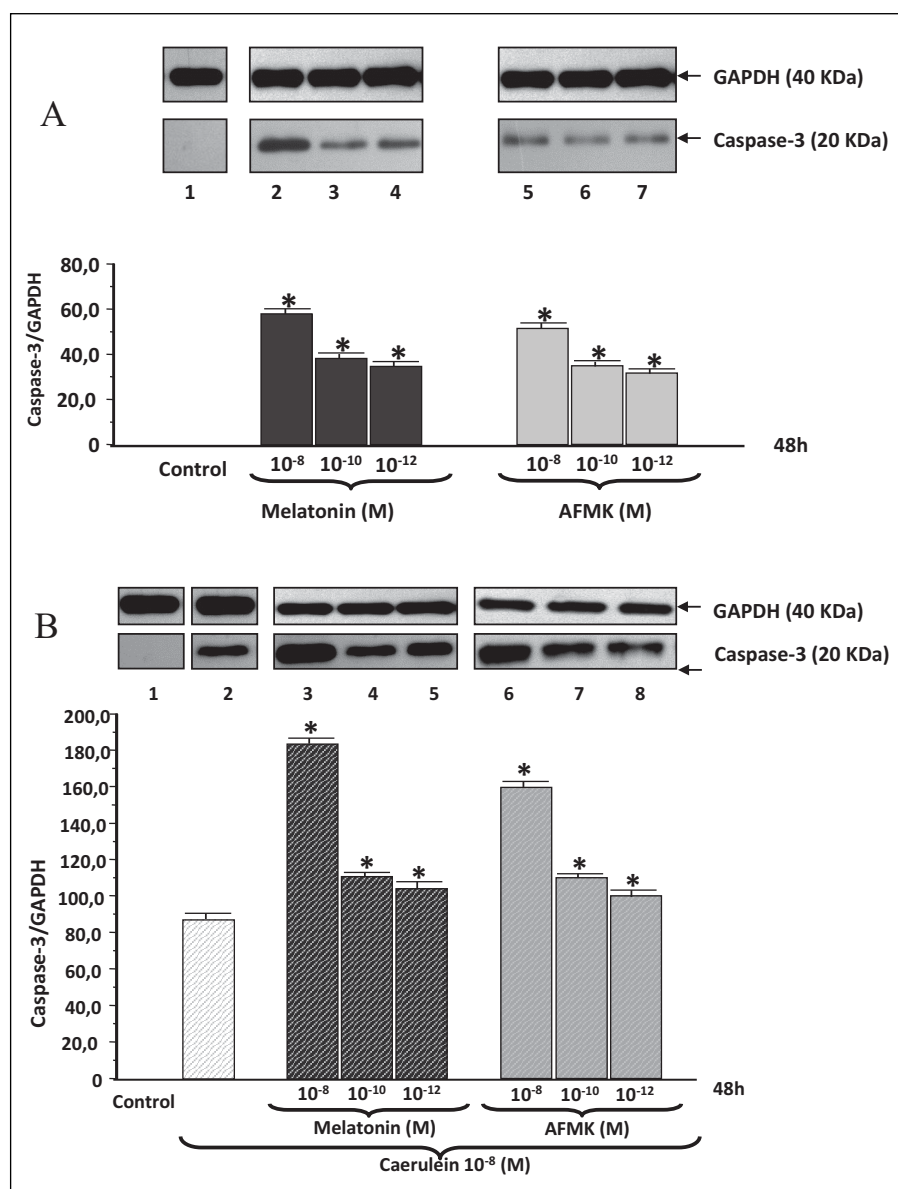 GAPDH (40 KDa)
A
Caspase-3 (20 KDa)
1 2 3 4 5 6 7
Caspase-3/GAPDH
80,0
60,0
40,0
20,0
0
* * * * * *
Control
10⁻⁸ 10⁻¹⁰ 10⁻¹² 10⁻⁸ 10⁻¹⁰ 10⁻¹²
48h
Melatonin (M) AFMK (M)
GAPDH (40 KDa)
B
Caspase-3 (20 KDa)
1 2 3 4 5 6 7 8
Caspase-3/GAPDH
200,0
180,0
160,0
140,0
120,0
100,0
80,0
60,0
40,0
20,0
0
* * * * * *
Control
10⁻⁸ 10⁻¹⁰ 10⁻¹² 10⁻⁸ 10⁻¹⁰ 10⁻¹²
48h
Melatonin (M) AFMK (M)
Caerulein 10⁻⁸ (M)